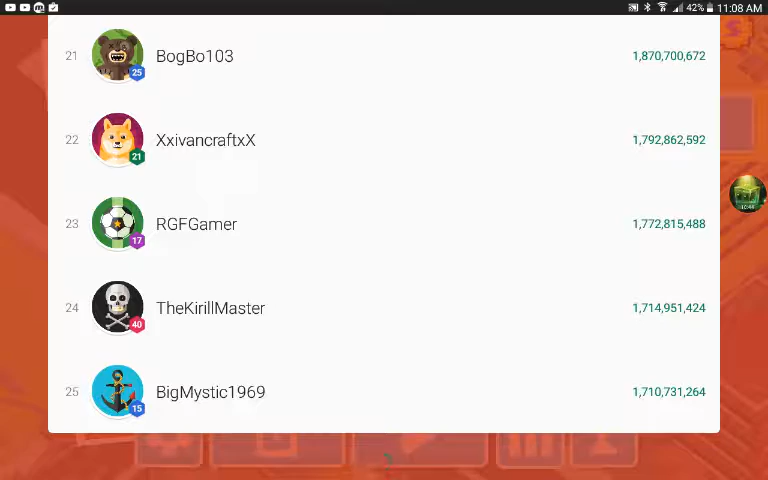 42% 11:08 AM
21 BogBo103 1,870,700,672
25
22 XxivancraftxX 1,792,862,592
21
23 RGFGamer 1,772,815,488
17
24 TheKirillMaster 1,714,951,424
40
25 BigMystic1969 1,710,731,264
15